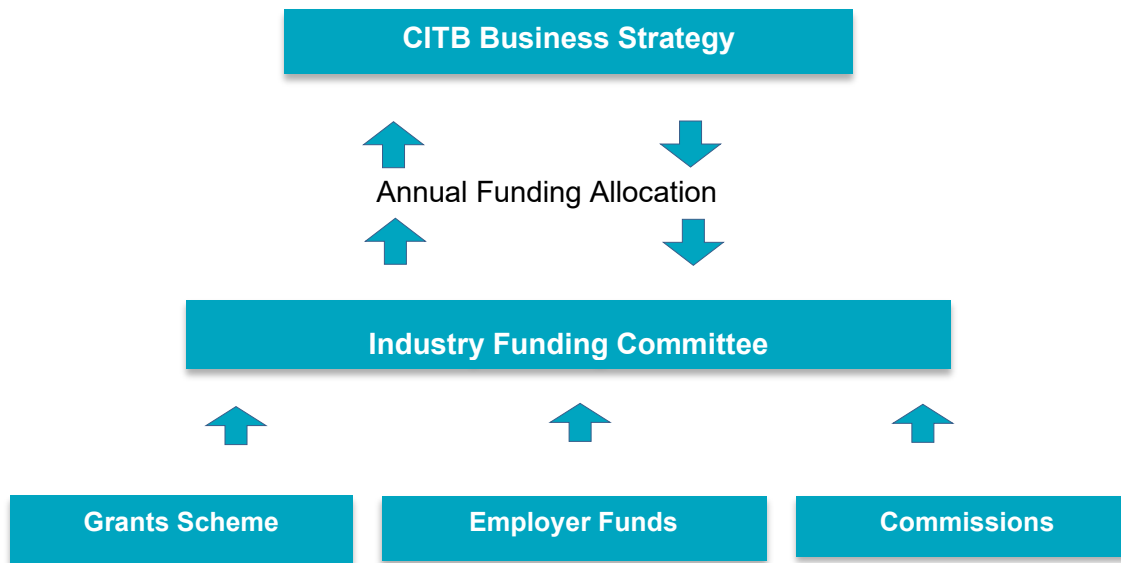 CITB Business Strategy
Annual Funding Allocation
Industry Funding Committee
Grants Scheme
Employer Funds
Commissions